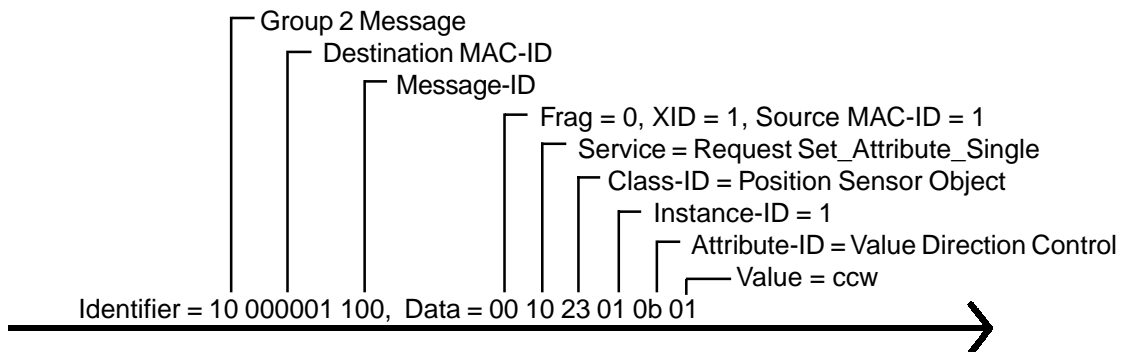 Group 2 Message
Destination MAC-ID
Message-ID
Frag = 0, XID = 1, Source MAC-ID = 1
Service = Request Set_Attribute_Single
Class-ID = Position Sensor Object
Instance-ID = 1
Attribute-ID = Value Direction Control
Value = ccw
Identifier = 10 000001 100, Data = 00 10 23 01 0b 01